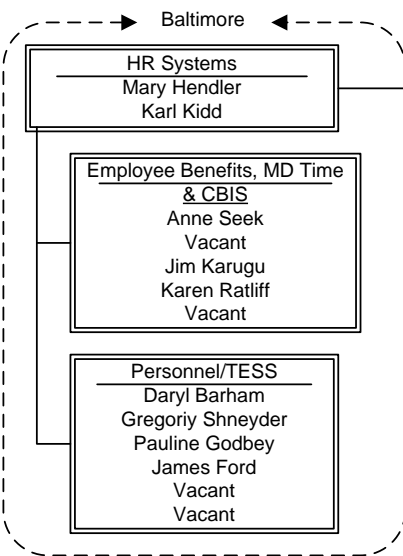 Baltimore
HR Systems
Mary Hendler
Karl Kidd
Employee Benefits, MD Time
& CBIS
Anne Seek
Vacant
Jim Karugu
Karen Ratliff
Vacant
Personnel/TESS
Daryl Barham
Gregoriy Shneyder
Pauline Godbey
James Ford
Vacant
Vacant